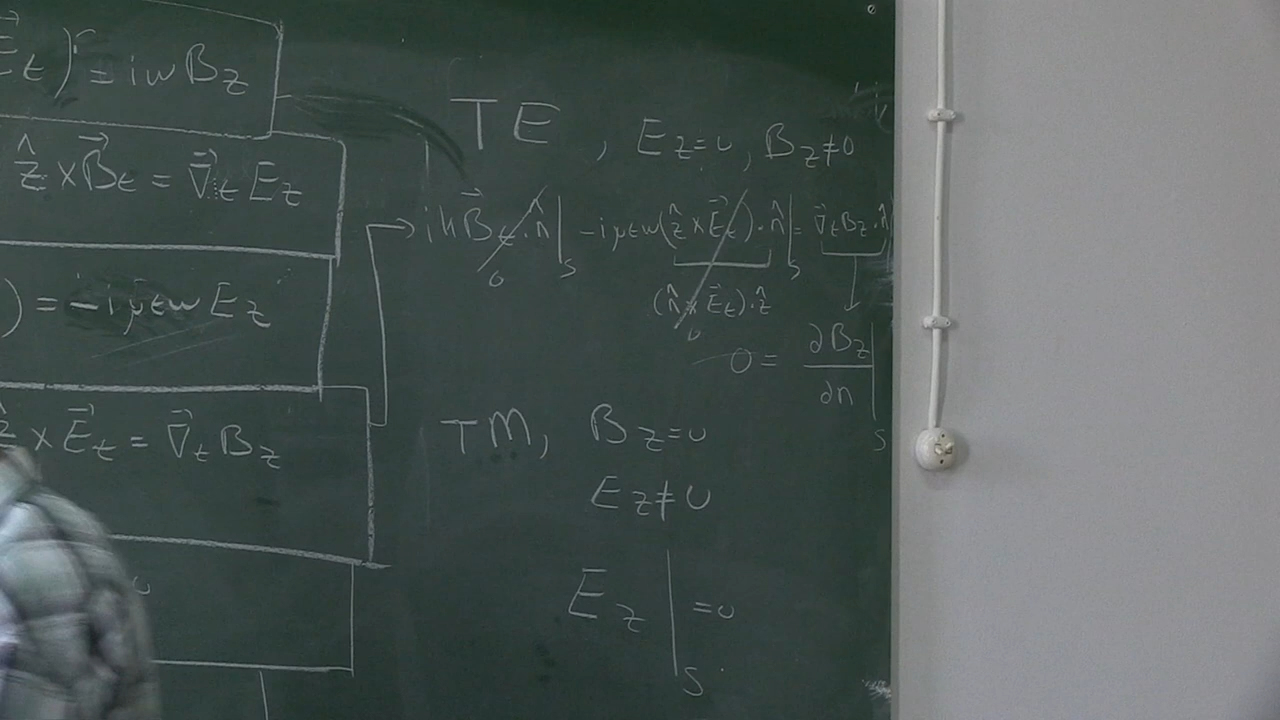 E⃗t) = iωBz
ẑ × B⃗t = ∇⃗t Ez
) = -iμεω Ez
ẑ × E⃗t = ∇⃗t Bz
TE , Ez=0, Bz≠0
ik B⃗t · n̂ |s - iμεω(ẑ × E⃗t) · n̂ |s = ∇⃗t Bz · n̂
0
(n̂ × E⃗t) · ẑ
0
0 = ∂Bz/∂n |s
TM, Bz=0
Ez≠0
Ez |s = 0